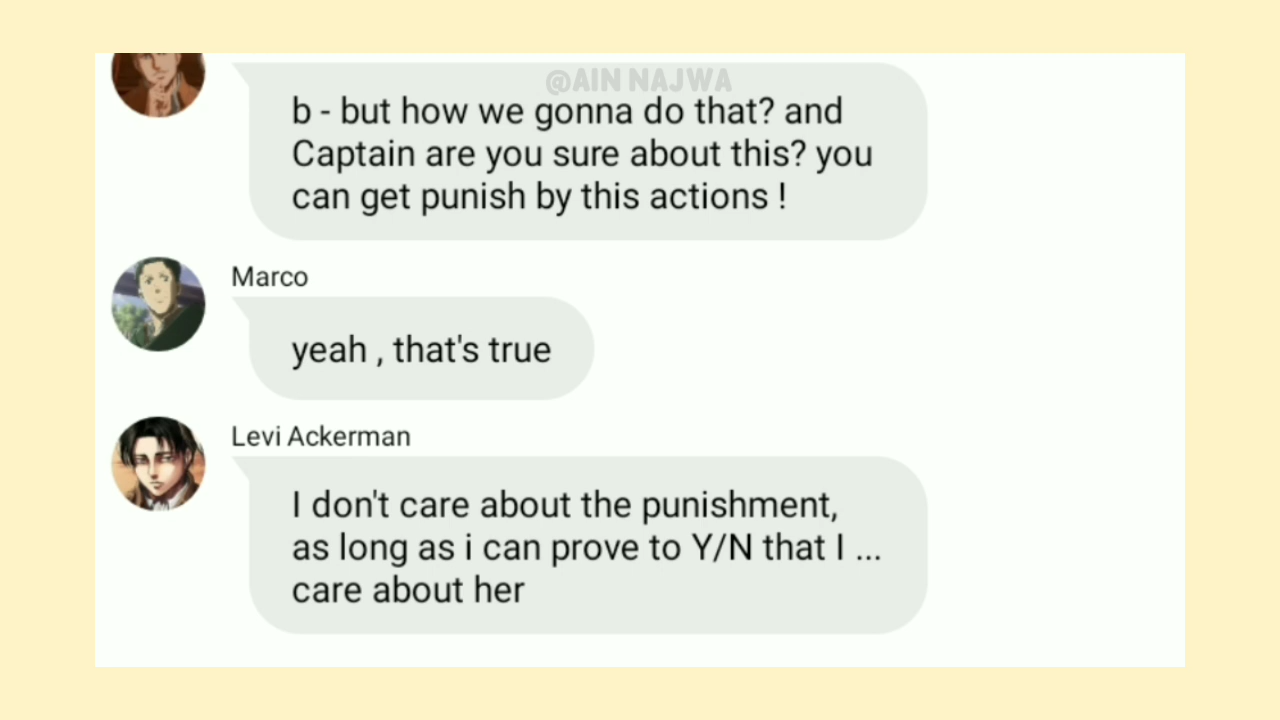 @AIN NAJWA
b - but how we gonna do that? and
Captain are you sure about this? you
can get punish by this actions !
Marco
yeah , that's true
Levi Ackerman
I don't care about the punishment,
as long as i can prove to Y/N that I ...
care about her